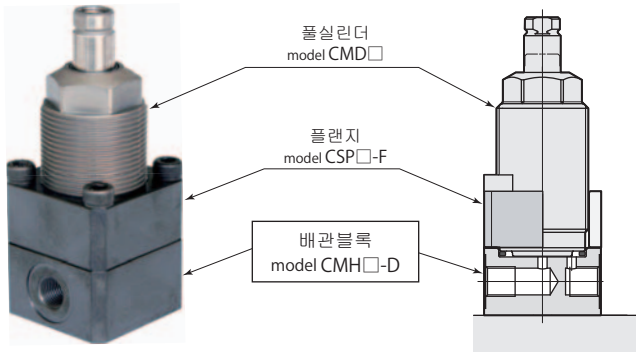 풀실린더
model CMD□
플랜지
model CSP□-F
배관블록
model CMH□-D